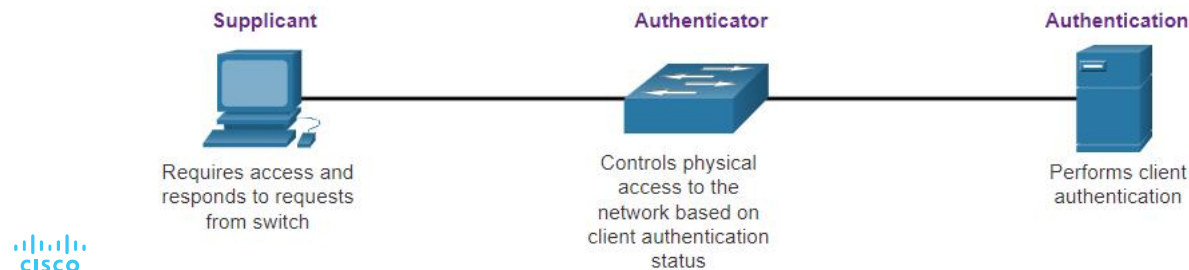 Supplicant
Authenticator
Authentication
Requires access and
responds to requests
from switch
Controls physical
access to the
network based on
client authentication
status
Performs client
authentication
CISCO